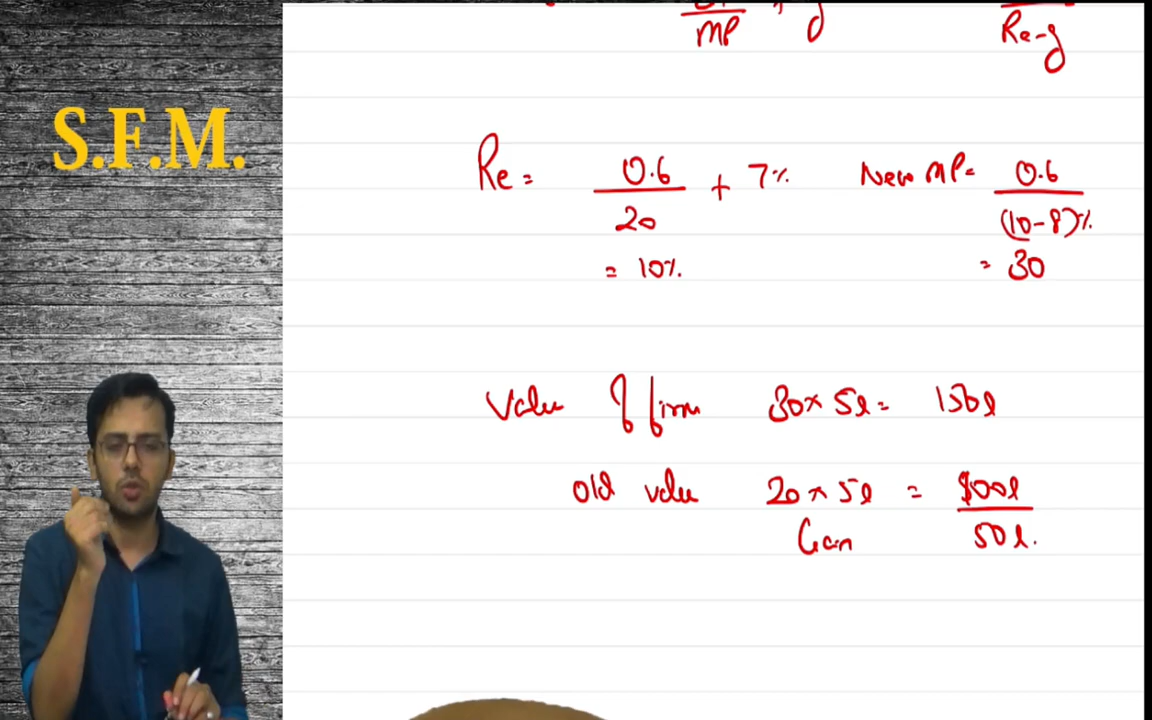 S.F.M.
MP + g
Re-g
Re = 0.6 / 20 + 7%
= 10%
New MP = 0.6 / (10-8)%
= 30
Value of firm 30 x 5l = 150l
Old value 20 x 5l = 100l
Gain 50l.